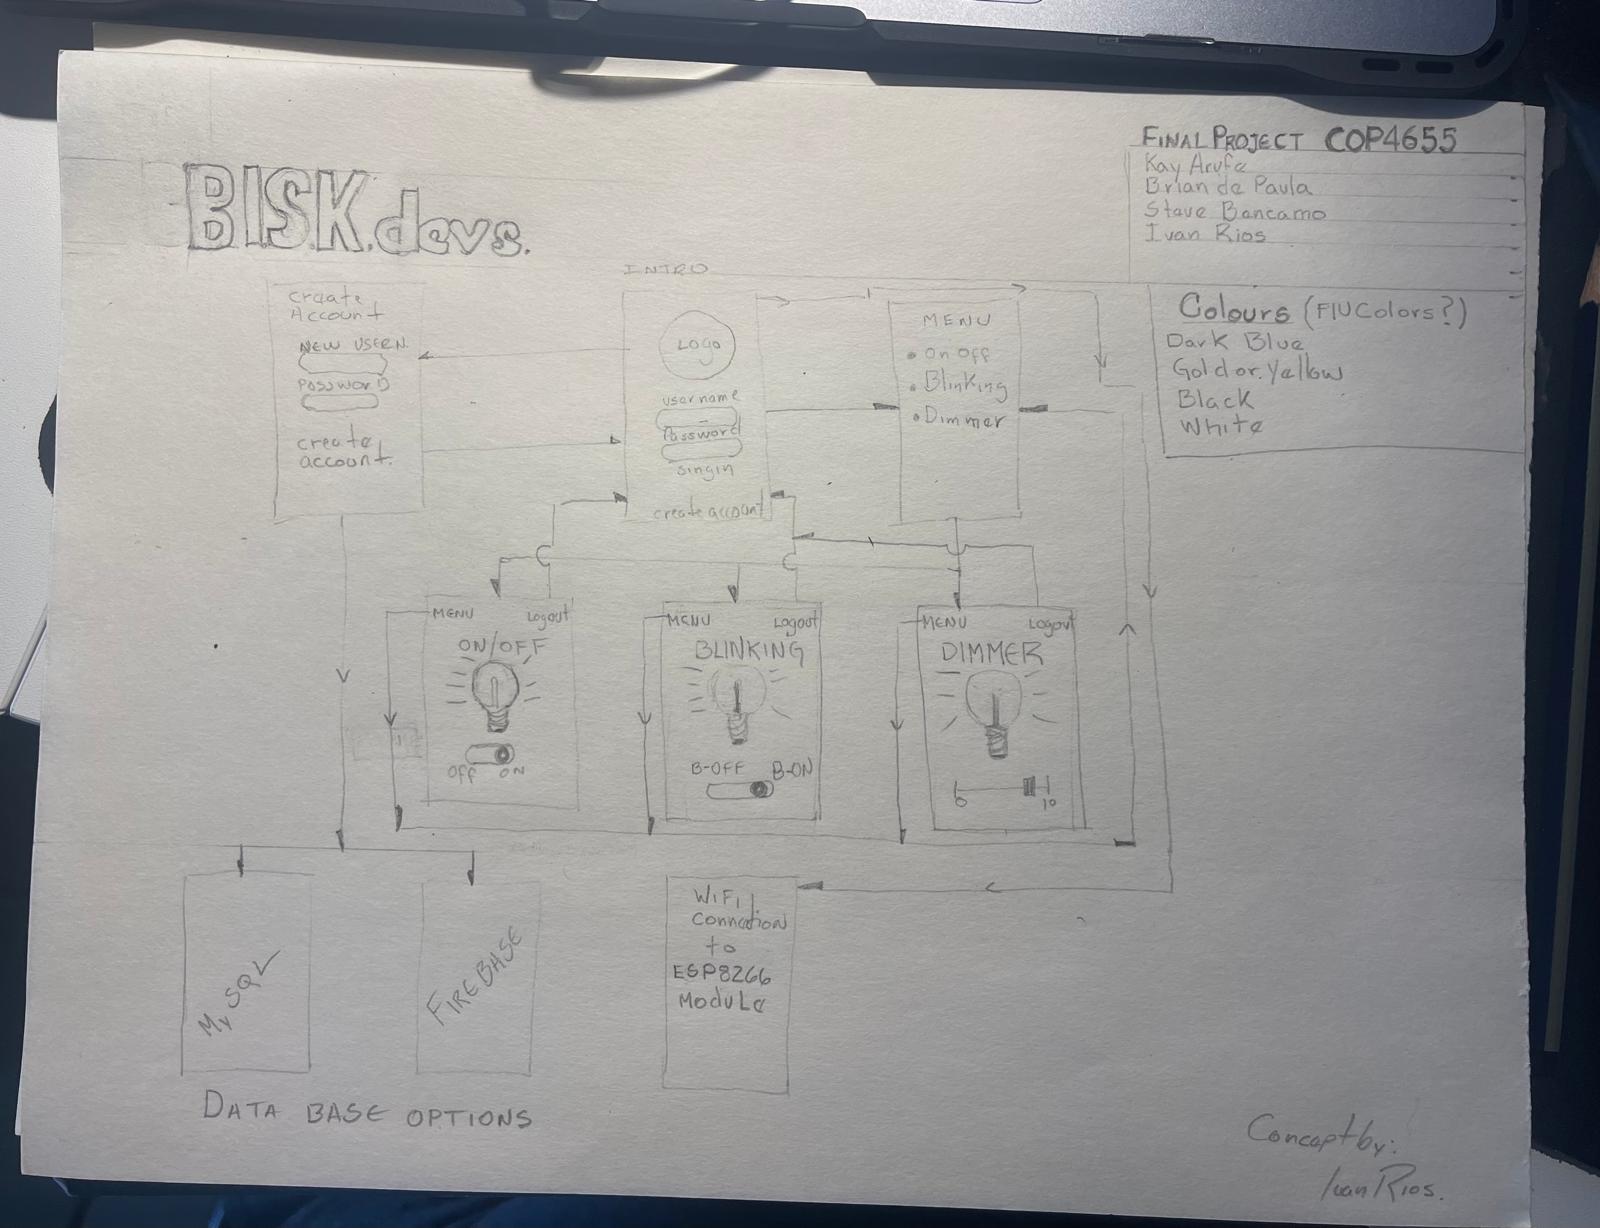 FINAL PROJECT COP4655
Kay Arufe
Brian de Paula
Steve Bencamo
Ivan Rios
BISK.devs.
Colours (FIU Colors?)
Dark Blue
Gold or Yellow
Black
White
INTRO
create
Account
NEW USERN.
PASSWORD
create
account.
LOGO
username
Password
singin
create account
MENU
• On Off
• Blinking
• Dimmer
MENU Logout
ON/OFF
OFF ON
MENU Logout
BLINKING
B-OFF B-ON
MENU Logout
DIMMER
0 10
MySQL
FIREBASE
DATA BASE OPTIONS
WiFi
Connection
to
ESP8266
Module
Concept by:
Ivan Rios.